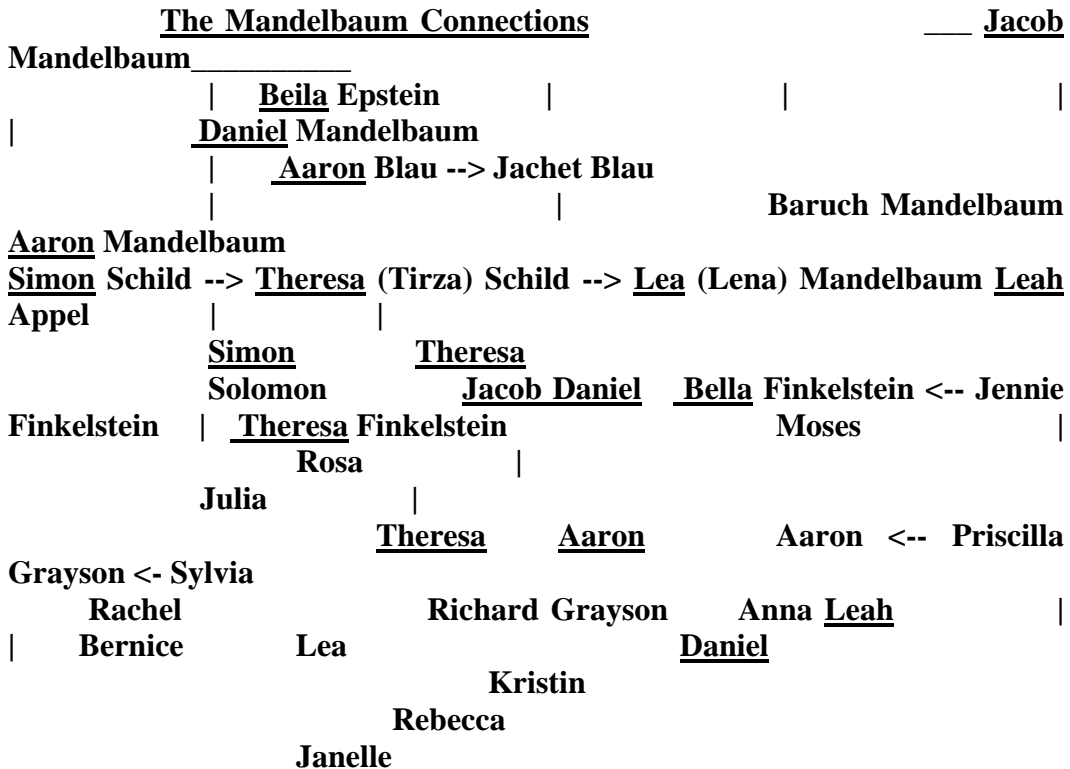 The Mandelbaum Connections ___ Jacob
Mandelbaum__________
| Beila Epstein | | |
| Daniel Mandelbaum
| Aaron Blau --> Jachet Blau
| | Baruch Mandelbaum
Aaron Mandelbaum
Simon Schild --> Theresa (Tirza) Schild --> Lea (Lena) Mandelbaum Leah
Appel | |
Simon Theresa
Solomon Jacob Daniel Bella Finkelstein <-- Jennie
Finkelstein | Theresa Finkelstein Moses |
Rosa |
Julia |
Theresa Aaron Aaron <-- Priscilla
Grayson <- Sylvia
Rachel Richard Grayson Anna Leah |
| Bernice Lea Daniel
Kristin
Rebecca
Janelle